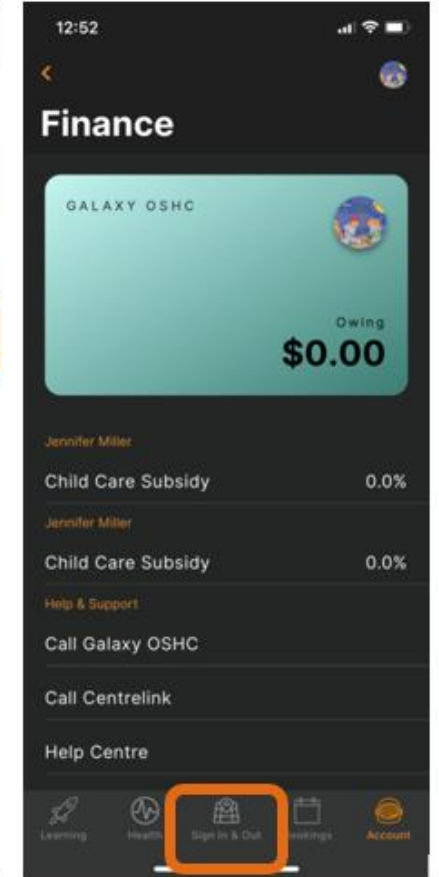 12:52
Finance
GALAXY OSHC
Owing
$0.00
Jennifer Miller
Child Care Subsidy 0.0%
Jennifer Miller
Child Care Subsidy 0.0%
Help & Support
Call Galaxy OSHC
Call Centrelink
Help Centre
Learning Health Sign In & Out Bookings Account